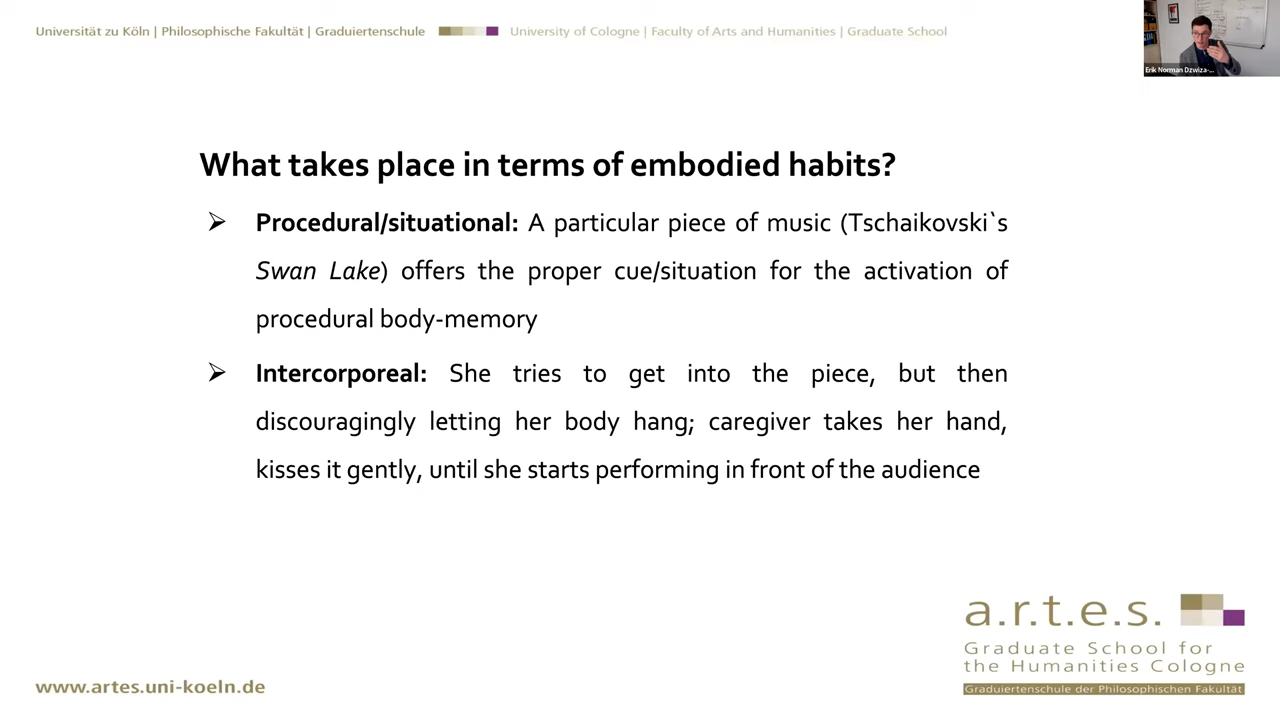 Universität zu Köln | Philosophische Fakultät | Graduiertenschule University of Cologne | Faculty of Arts and Humanities | Graduate School
Erik Norman Dzwiza-...
What takes place in terms of embodied habits?
➢ Procedural/situational: A particular piece of music (Tschaikovski`s
Swan Lake) offers the proper cue/situation for the activation of
procedural body-memory
➢ Intercorporeal: She tries to get into the piece, but then
discouragingly letting her body hang; caregiver takes her hand,
kisses it gently, until she starts performing in front of the audience
a.r.t.e.s.
Graduate School for
the Humanities Cologne
Graduiertenschule der Philosophischen Fakultät
www.artes.uni-koeln.de